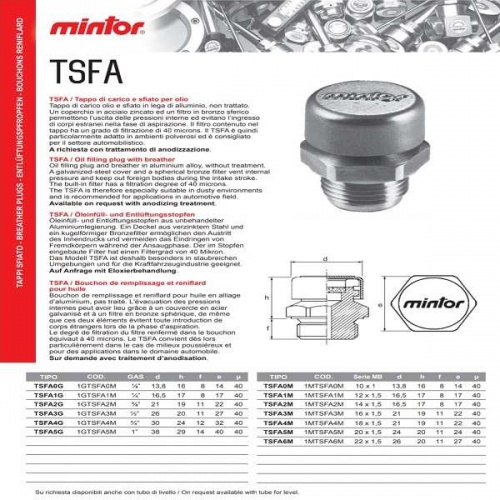 mintor
TSFA
TAPPI SFIATO - BREATHER PLUGS - ENTLÜFTUNGSPFROPFEN - BOUCHONS RENIFLARD
TSFA / Tappo di carico e sfiato per olio
Tappo di carico olio e sfiato in lega di aluminio, non trattato.
Un coperchio in acciaio zincato ed un filtro in bronzo sferico
permettono l'uscita delle pressioni interne ed evitano l'ingresso
di corpi estranei nella fase di aspirazione. Il filtro contenuto nel
tappo ha un grado di filtrazione di 40 micron. Il TSFA è quindi
particolarmente adatto in ambienti polverosi ed è consigliato
per il settore automobilistico.
A richiesta con trattamento di anodizzazione.
TSFA / Oil filling plug with breather
Oil filling plug and breather in aluminium alloy, without treatment.
A galvanized-steel cover and a spherical bronze filter vent internal
pressure and keep out foreign bodies during the intake stroke.
The built-in filter has a filtration degree of 40 micron.
The TSFA is therefore especially suitable in dusty environments
and is recommended for applications in automotive field.
Available on request with anodizing treatment.
TSFA / Öleinfüll- und Entlüftungsstopfen
Öleinfüll- und Entlüftungsstopfen aus unbehandelter
Aluminiumlegierung. Ein Deckel aus verzinktem Stahl und
ein kugelförmiger Bronzefilter ermöglichen den Austritt
des Innendrucks und vermeiden das Eindringen von
Fremdkörpern während der Ansaugphase. Der im Stopfen
eingebaute Filter hat einen Filtergrad von 40 Mikron.
Das Modell TSFA ist deshalb besonders in staubreichen
Umgebungen und für die Kraftfahrzeugindustrie geeignet.
Auf Anfrage mit Eloxierbehandlung.
TSFA / Bouchon de remplissage et reniflard
pour huile
Bouchon de remplissage et reniflard pour huile en alliage
d'aluminium, pas traité. L'évacuation des pressions
internes peut avoir lieu grâce à un couvercle en acier
galvanisé et à un filtre en bronze sphérique, de même
que ces deux éléments évitent toute introduction de
corps étrangers lors de la phase d'aspiration.
Le degré de filtration du filtre renfermé dans le bouchon
équivaut à 40 microns. Le TSFA convient dès lors
particulièrement dans le cas de milieux poussiéreux et
pour des applications dans le domaine automobile.
Sur demande avec traitement d'anodisation.
mintor
d
h
f
e
mintor
TIPO COD. GAS d h f e µ
TSFA0G 1GTSFA0M ⅛" 13,8 16 8 14 40
TSFA1G 1GTSFA1M ¼" 16,5 17 8 17 40
TSFA2G 1GTSFA2M ⅜" 21 19 11 22 40
TSFA3G 1GTSFA3M ½" 26 20 11 27 40
TSFA4G 1GTSFA4M ¾" 30 24 12 32 40
TSFA5G 1GTSFA5M 1" 38 29 14 40 40
TIPO COD. Serie MB d h f e µ
TSFA0M 1MTSFA0M 10 x 1 13,8 16 8 14 40
TSFA1M 1MTSFA1M 12 x 1,5 16,5 17 8 17 40
TSFA2M 1MTSFA2M 14 x 1,5 16,5 17 8 17 40
TSFA3M 1MTSFA3M 16 x 1,5 21 19 11 22 40
TSFA4M 1MTSFA4M 18 x 1,5 21 19 11 22 40
TSFA5M 1MTSFA5M 20 x 1,5 24 20 11 24 40
TSFA6M 1MTSFA6M 22 x 1,5 26 20 11 27 40
Su richiesta disponibili anche con tubo di livello / On request available with tube for level.